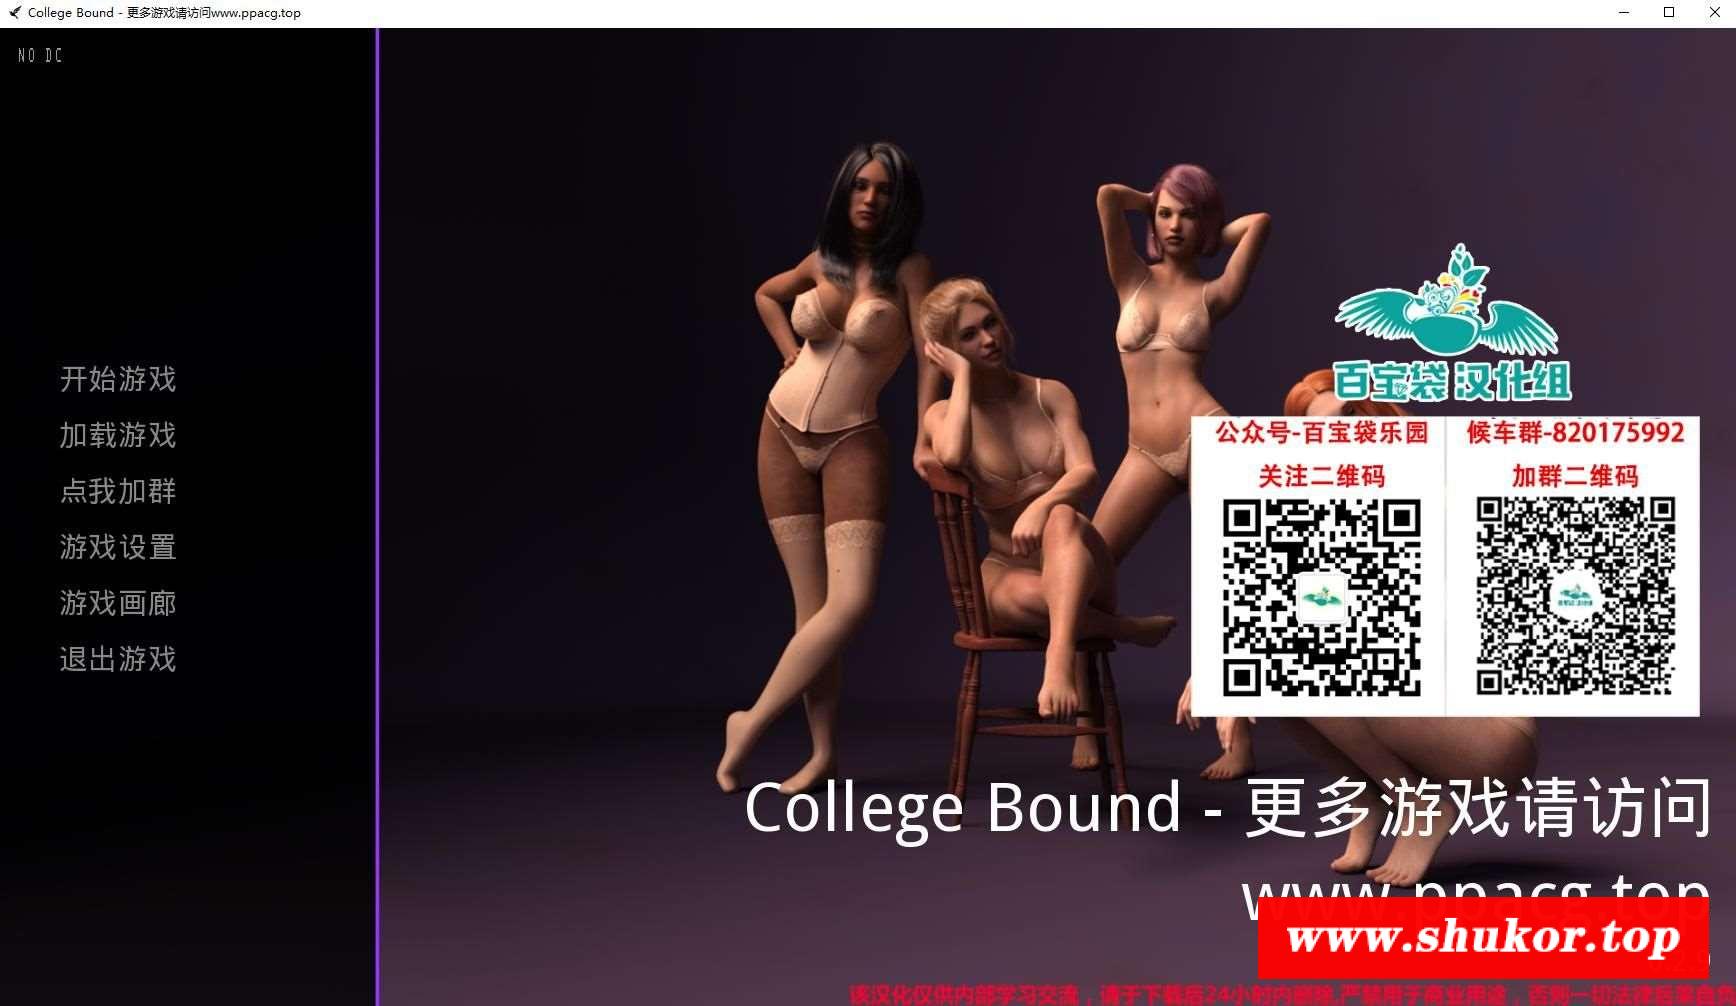 College Bound - 更多游戏请访问www.ppacg.top
NO DC
开始游戏
加载游戏
点我加群
游戏设置
游戏画廊
退出游戏
百宝袋 汉化组
公众号-百宝袋乐园
关注二维码
候车群-820175992
加群二维码
College Bound - 更多游戏请访问
www.ppacg.top
www.shukor.top
该汉化仅供内部学习交流，请于下载后24小时内删除,严禁用于商业用途，否则一切法律后果自负